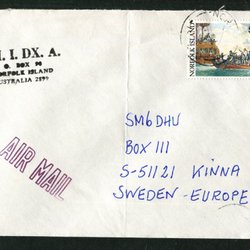 I. DX. A.
O. BOX 90
NORFOLK ISLAND
AUSTRALIA 2899
NORFOLK ISLAND
AIR MAIL
SM6DHU
BOX 111
S-51121 KINNA
SWEDEN-EUROPE